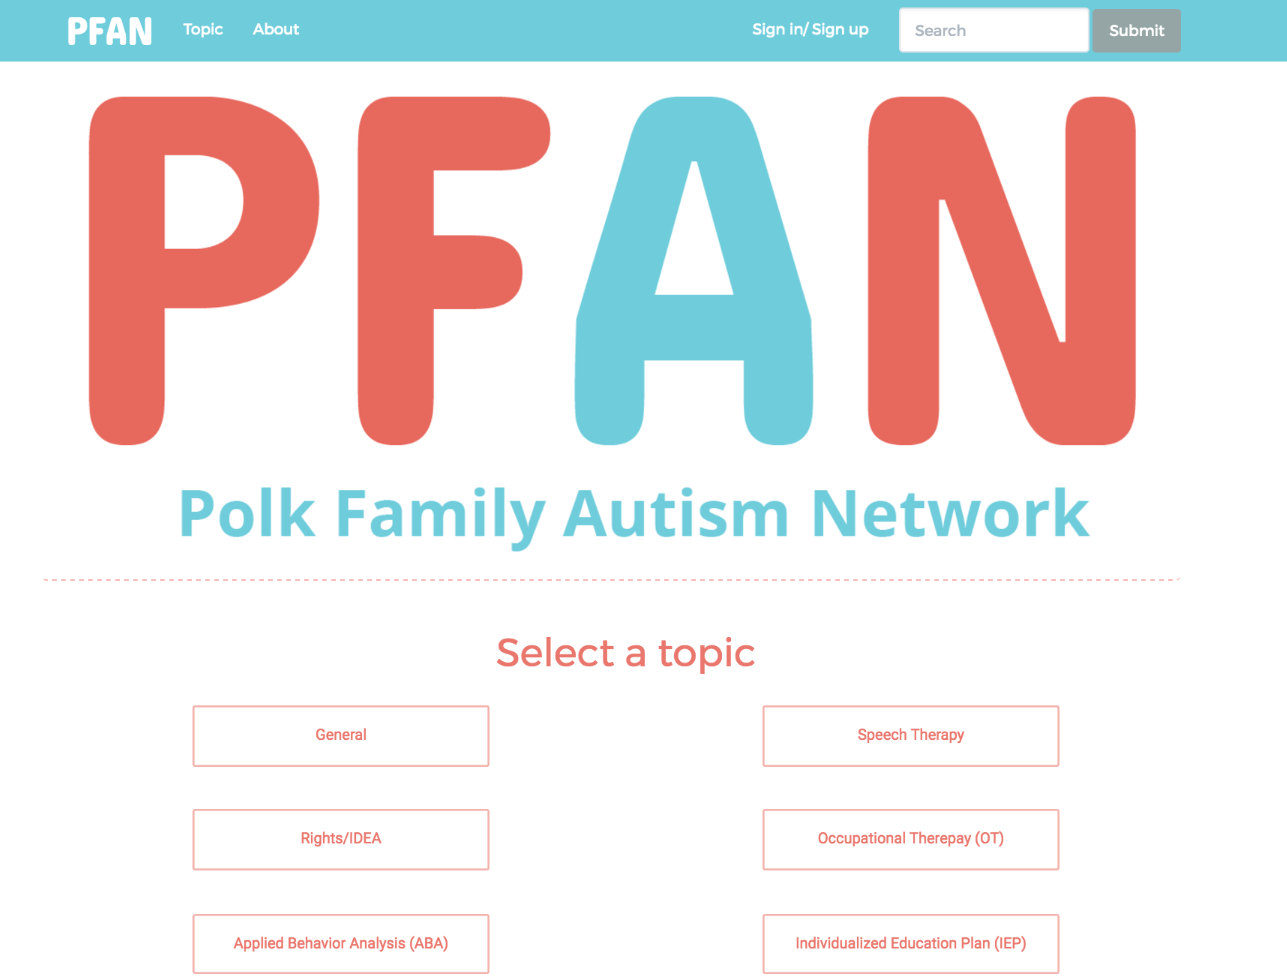 PFAN Topic About Sign in/ Sign up Search Submit
PFAN
Polk Family Autism Network
Select a topic
General
Speech Therapy
Rights/IDEA
Occupational Therepay (OT)
Applied Behavior Analysis (ABA)
Individualized Education Plan (IEP)